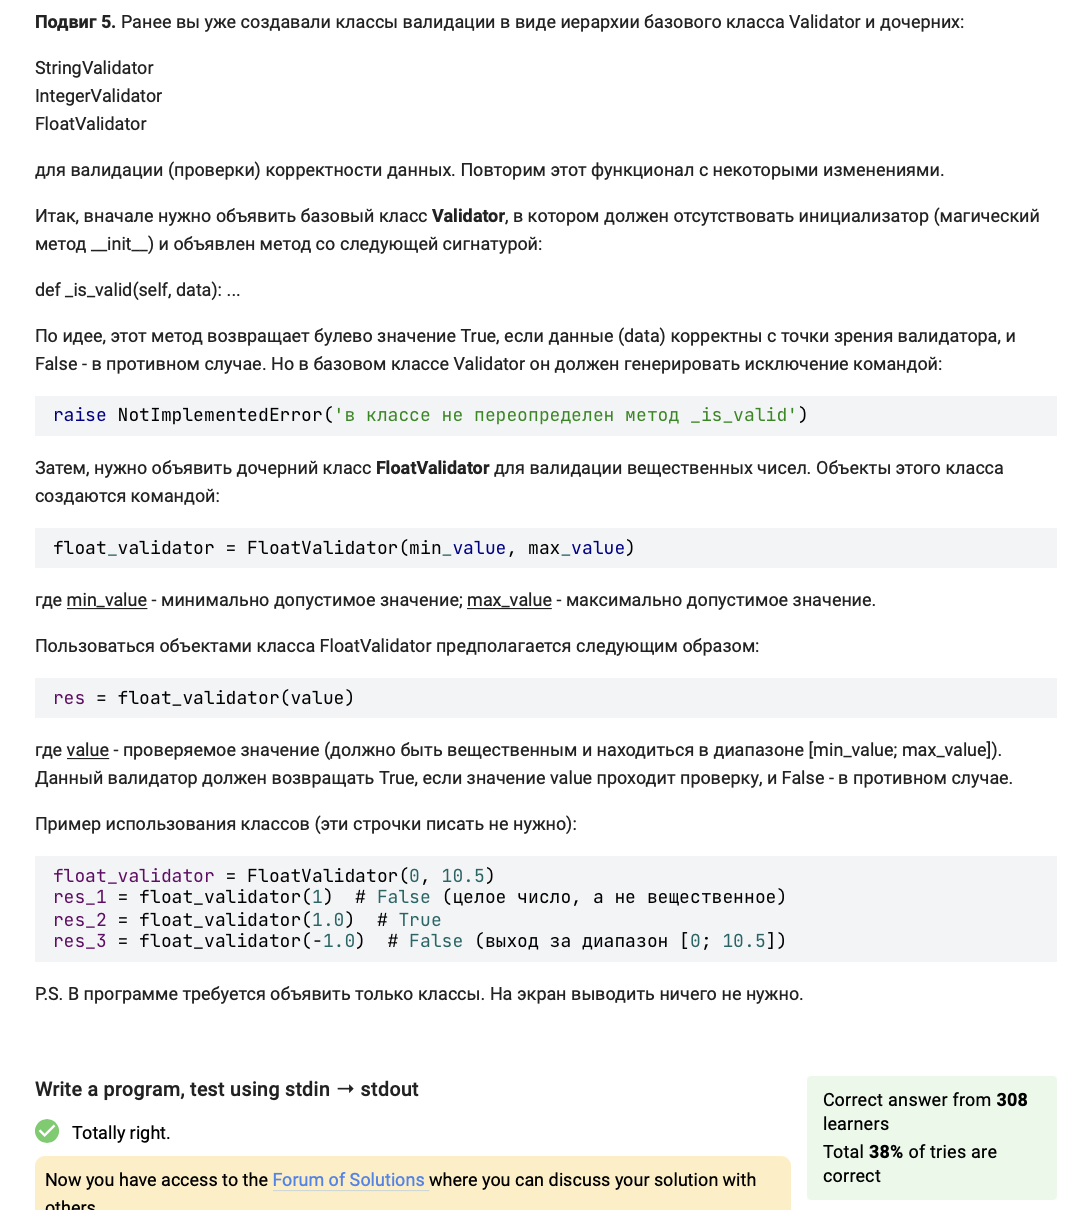 Подвиг 5. Ранее вы уже создавали классы валидации в виде иерархии базового класса Validator и дочерних:
StringValidator
IntegerValidator
FloatValidator
для валидации (проверки) корректности данных. Повторим этот функционал с некоторыми изменениями.
Итак, вначале нужно объявить базовый класс Validator, в котором должен отсутствовать инициализатор (магический
метод __init__) и объявлен метод со следующей сигнатурой:
def _is_valid(self, data): ...
По идее, этот метод возвращает булево значение True, если данные (data) корректны с точки зрения валидатора, и
False - в противном случае. Но в базовом классе Validator он должен генерировать исключение командой:
raise NotImplementedError('в классе не переопределен метод _is_valid')
Затем, нужно объявить дочерний класс FloatValidator для валидации вещественных чисел. Объекты этого класса
создаются командой:
float_validator = FloatValidator(min_value, max_value)
где min_value - минимально допустимое значение; max_value - максимально допустимое значение.
Пользоваться объектами класса FloatValidator предполагается следующим образом:
res = float_validator(value)
где value - проверяемое значение (должно быть вещественным и находиться в диапазоне [min_value; max_value]).
Данный валидатор должен возвращать True, если значение value проходит проверку, и False - в противном случае.
Пример использования классов (эти строчки писать не нужно):
float_validator = FloatValidator(0, 10.5)
res_1 = float_validator(1)  # False (целое число, а не вещественное)
res_2 = float_validator(1.0)  # True
res_3 = float_validator(-1.0)  # False (выход за диапазон [0; 10.5])
P.S. В программе требуется объявить только классы. На экран выводить ничего не нужно.
Write a program, test using stdin → stdout
Totally right.
Now you have access to the Forum of Solutions where you can discuss your solution with
others
Correct answer from 308
learners
Total 38% of tries are
correct